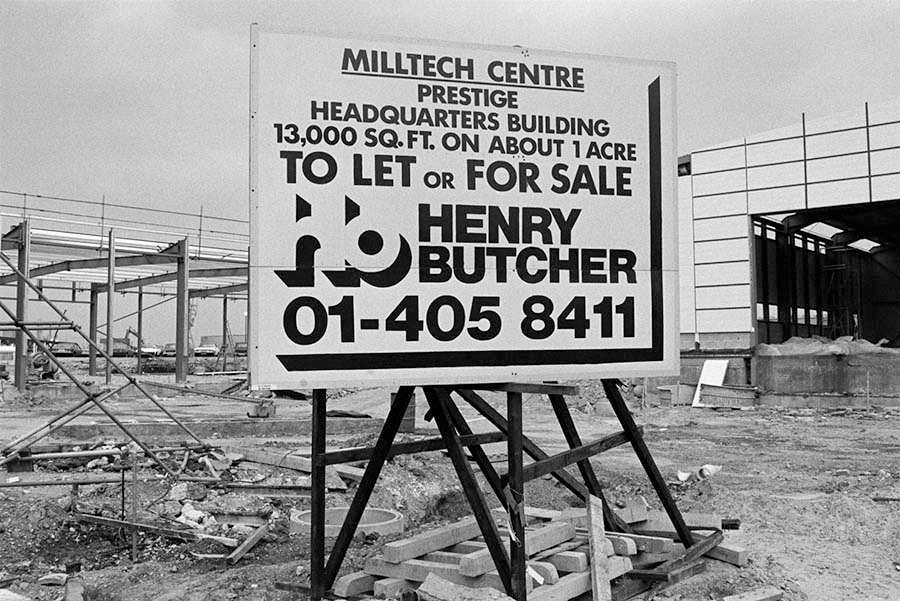 MILLTECH CENTRE
PRESTIGE
HEADQUARTERS BUILDING
13,000 SQ.FT. ON ABOUT 1 ACRE
TO LET OR FOR SALE
Hb HENRY
BUTCHER
01-405 8411